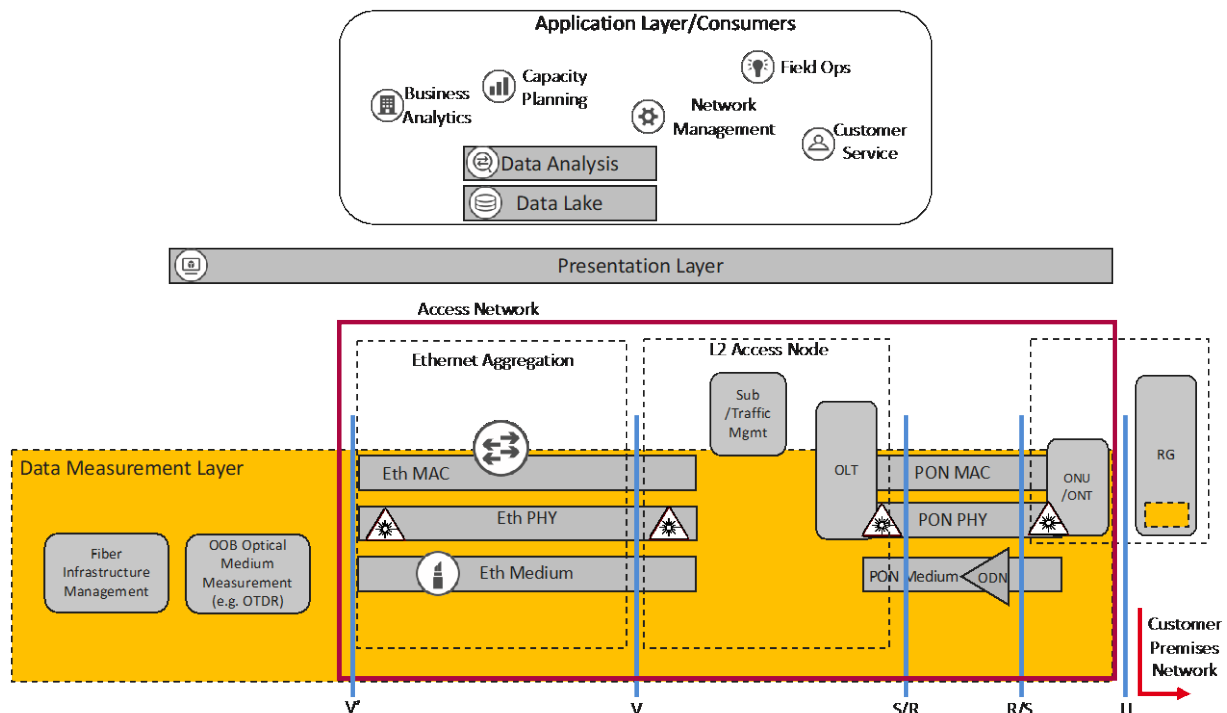 Application Layer/Consumers
Field Ops
Capacity
Planning
Business
Analytics
Network
Management
Customer
Service
Data Analysis
Data Lake
Presentation Layer
Access Network
Ethernet Aggregation
L2 Access Node
Sub
/Traffic
Mgmt
Data Measurement Layer
Eth MAC
OLT
PON MAC
ONU
/ONT
RG
Eth PHY
PON PHY
Fiber
Infrastructure
Management
OOB Optical
Medium
Measurement
(e.g. OTDR)
Eth Medium
PON Medium
ODN
Customer
Premises
Network
V'
V
S/R
R/S
U